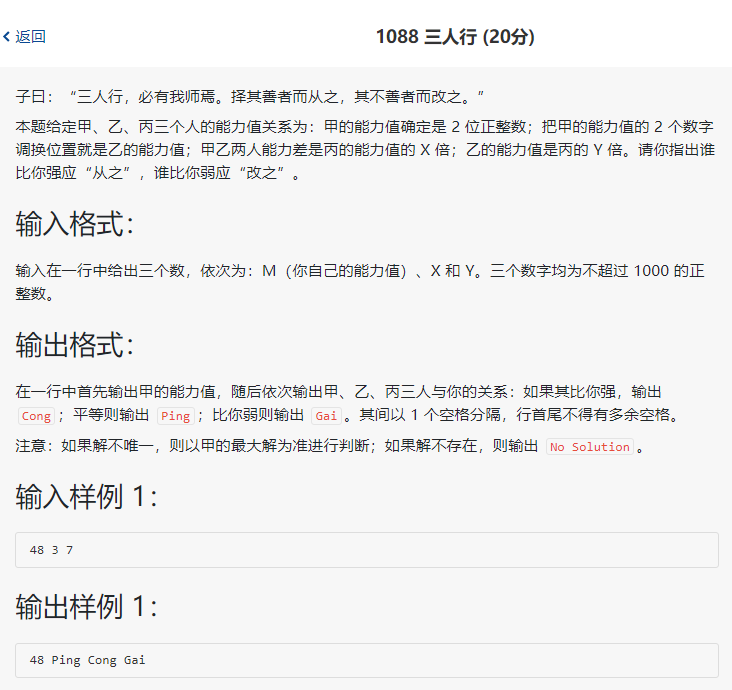 返回
1088 三人行 (20分)
子曰：“三人行，必有我师焉。择其善者而从之，其不善者而改之。”
本题给定甲、乙、丙三个人的能力值关系为：甲的能力值确定是 2 位正整数；把甲的能力值的 2 个数字
调换位置就是乙的能力值；甲乙两人能力差是丙的能力值的 X 倍；乙的能力值是丙的 Y 倍。请你指出谁
比你强应“从之”，谁比你弱应“改之”。
输入格式：
输入在一行中给出三个数，依次为：M（你自己的能力值）、X 和 Y。三个数字均为不超过 1000 的正
整数。
输出格式：
在一行中首先输出甲的能力值，随后依次输出甲、乙、丙三人与你的关系：如果其比你强，输出
Cong；平等则输出 Ping；比你弱则输出 Gai。其间以 1 个空格分隔，行首尾不得有多余空格。
注意：如果解不唯一，则以甲的最大解为准进行判断；如果解不存在，则输出 No Solution。
输入样例 1：
48 3 7
输出样例 1：
48 Ping Cong Gai